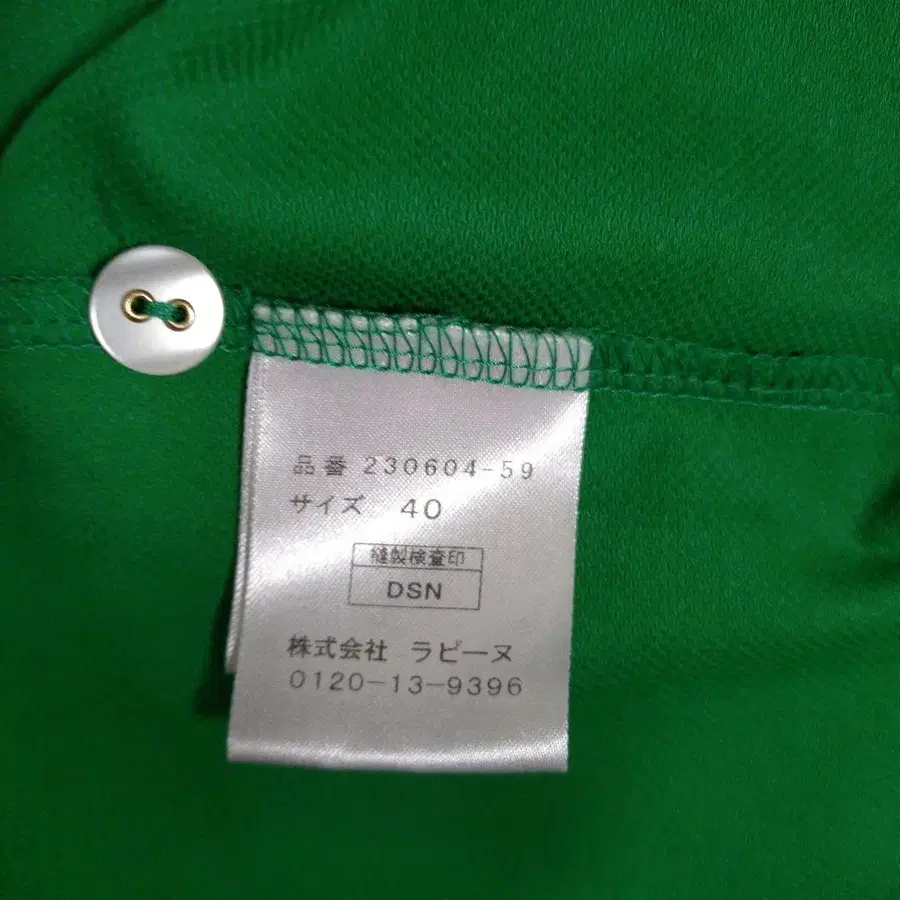 品番 230604-59
サイズ 40
縫製検査印
DSN
株式会社 ラピーヌ
0120-13-9396